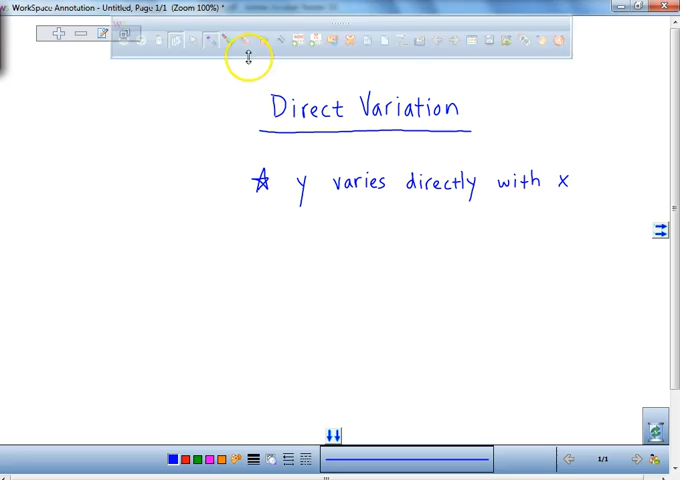 WorkSpace Annotation - Untitled, Page 1/1 (Zoom 100%) *
Direct Variation
y varies directly with x
1/1